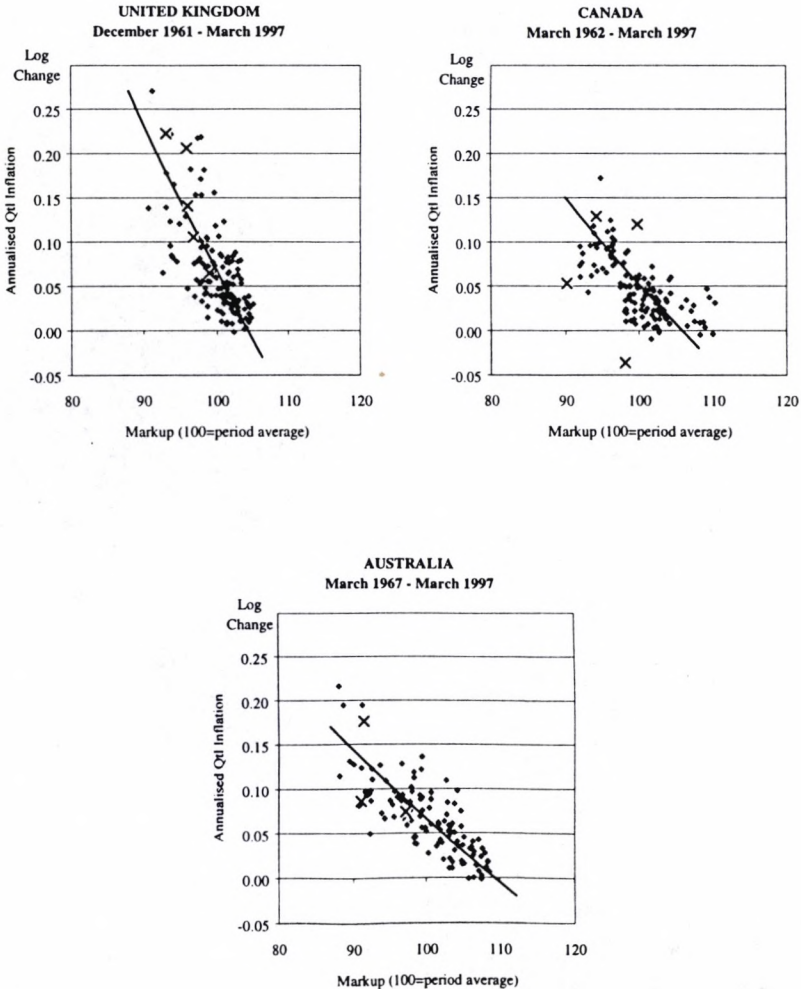 UNITED KINGDOM
December 1961 - March 1997
Log
Change
Annualised Qtl Inflation
0.25
0.20
0.15
0.10
0.05
0.00
-0.05
80 90 100 110 120
Markup (100=period average)
CANADA
March 1962 - March 1997
Log
Change
Annualised Qtl Inflation
0.25
0.20
0.15
0.10
0.05
0.00
-0.05
80 90 100 110 120
Markup (100=period average)
AUSTRALIA
March 1967 - March 1997
Log
Change
Annualised Qtl Inflation
0.25
0.20
0.15
0.10
0.05
0.00
-0.05
80 90 100 110 120
Markup (100=period average)